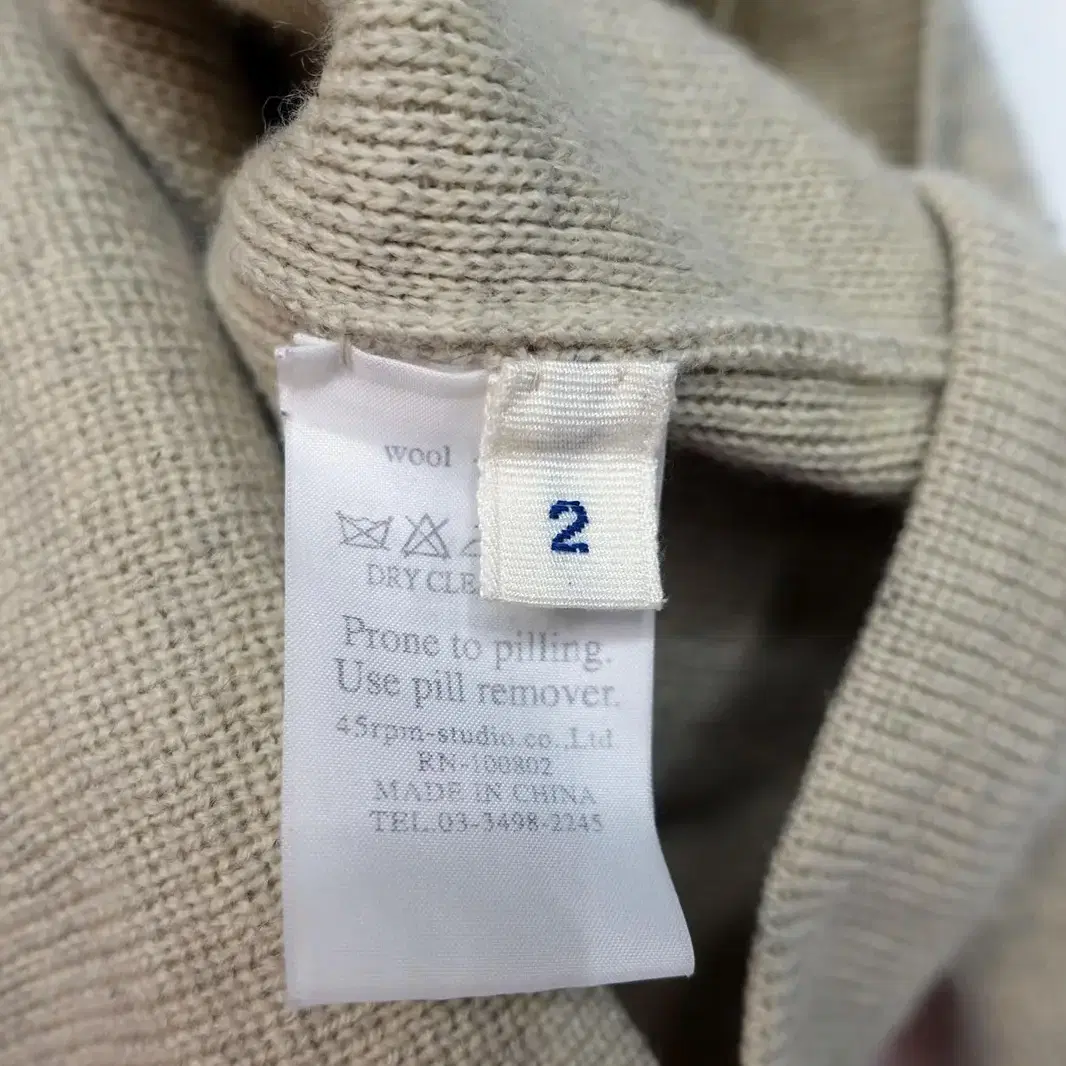 wool
2
DRY CLE
Prone to pilling.
Use pill remover.
45rpm-studio.co.,Ltd.
RN-100802
MADE IN CHINA
TEL.03-3498-2245